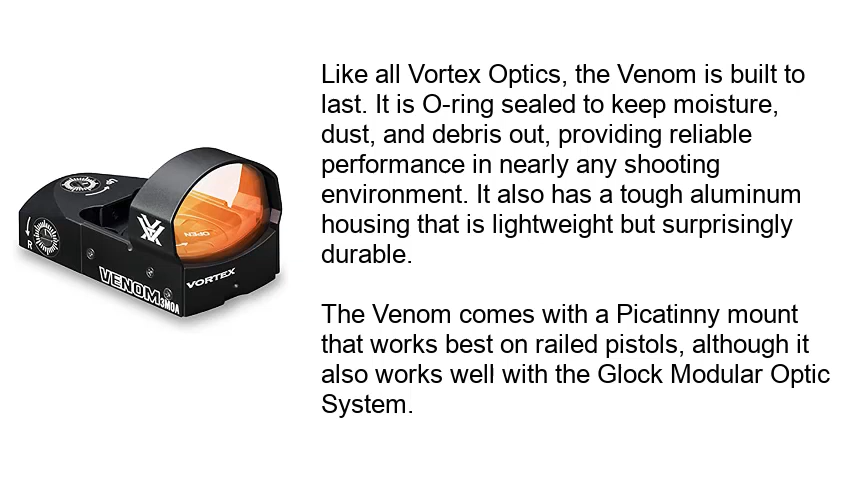 Like all Vortex Optics, the Venom is built to
last. It is O-ring sealed to keep moisture,
dust, and debris out, providing reliable
performance in nearly any shooting
environment. It also has a tough aluminum
housing that is lightweight but surprisingly
durable.
The Venom comes with a Picatinny mount
that works best on railed pistols, although it
also works well with the Glock Modular Optic
System.
UP
R
OPEN
VENOM 3MOA
VORTEX